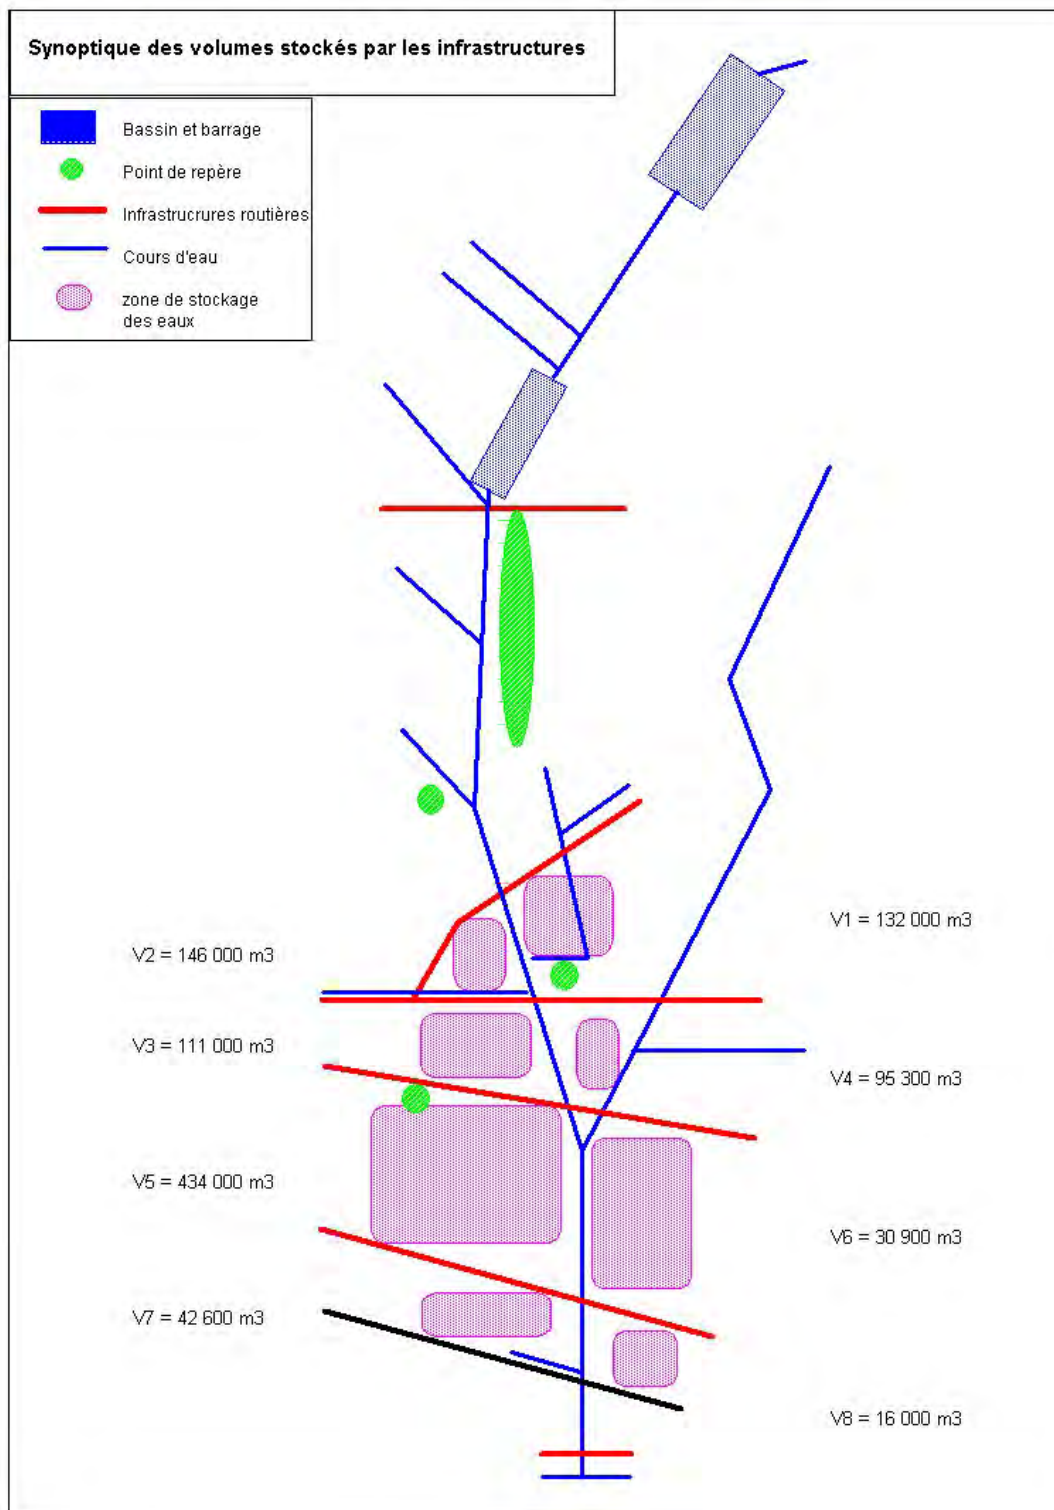 Synoptique des volumes stockés par les infrastructures
Bassin et barrage
Point de repère
Infrastrucrures routières
Cours d'eau
zone de stockage
des eaux
V1 = 132 000 m3
V2 = 146 000 m3
V3 = 111 000 m3
V4 = 95 300 m3
V5 = 434 000 m3
V6 = 30 900 m3
V7 = 42 600 m3
V8 = 16 000 m3